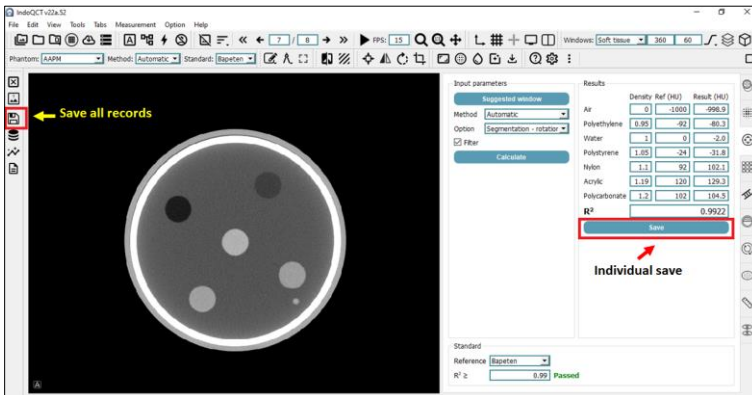 IndoQCT v22a.S2
File Edit View Tools Tabs Measurement Option Help
« 7 / 8 » FPS: 15 Windows: Soft tissue 360 60
Phantom: AAPM Method: Automatic Standard: Bapeten
Save all records
Input parameters
Suggested window
Method Automatic
Option Segmentation - rotation
Filter
Calculate
Results
Density Ref (HU) Result (HU)
Air 0 -1000 -998.9
Polyethylene 0.95 -92 -80.3
Water 1 0 -2.0
Polystyrene 1.05 -24 -31.8
Nylon 1.1 92 102.1
Acrylic 1.19 120 129.3
Polycarbonate 1.2 102 104.5
R² 0.9922
Save
Individual save
Standard
Reference Bapeten
R² ≥ 0.99 Passed
A